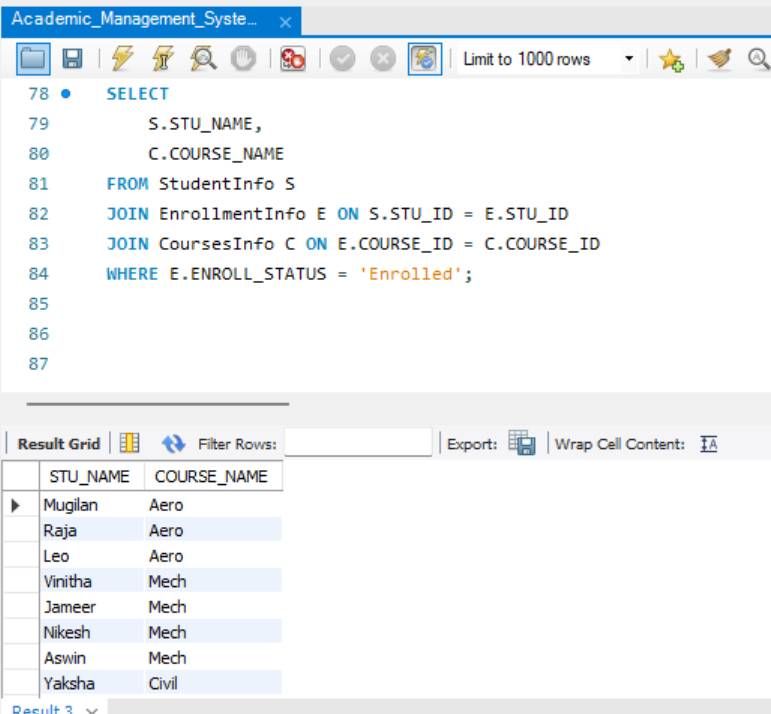 Academic_Management_Syste...
Limit to 1000 rows
78 SELECT
79 S.STU_NAME,
80 C.COURSE_NAME
81 FROM StudentInfo S
82 JOIN EnrollmentInfo E ON S.STU_ID = E.STU_ID
83 JOIN CoursesInfo C ON E.COURSE_ID = C.COURSE_ID
84 WHERE E.ENROLL_STATUS = 'Enrolled';
85
86
87
Result Grid Filter Rows: Export: Wrap Cell Content: IA
STU_NAME COURSE_NAME
Mugilan Aero
Raja Aero
Leo Aero
Vinitha Mech
Jameer Mech
Nikesh Mech
Aswin Mech
Yaksha Civil
Result 3